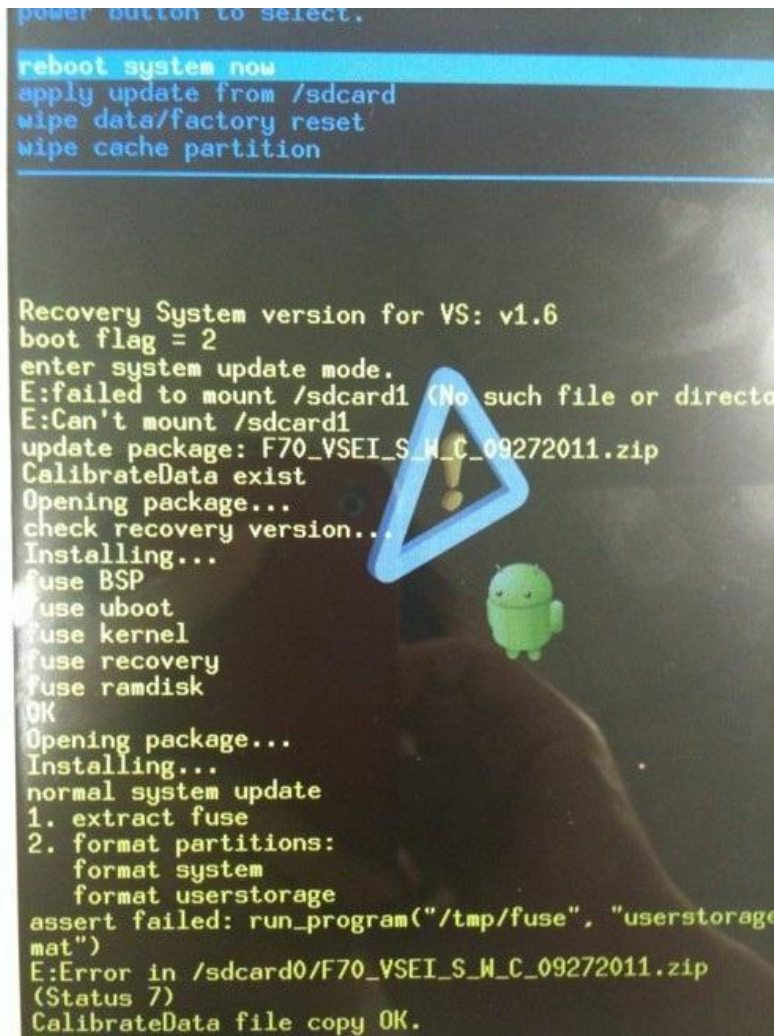 power button to select.
reboot system now
apply update from /sdcard
wipe data/factory reset
wipe cache partition
Recovery System version for VS: v1.6
boot flag = 2
enter system update mode.
E:failed to mount /sdcard1 (No such file or directo
E:Can't mount /sdcard1
update package: F70_VSEI_S_W_C_09272011.zip
CalibrateData exist
Opening package...
check recovery version...
Installing...
fuse BSP
fuse uboot
fuse kernel
fuse recovery
fuse ramdisk
OK
Opening package...
Installing...
normal system update
1. extract fuse
2. format partitions:
format system
format userstorage
assert failed: run_program("/tmp/fuse", "userstorage
mat")
E:Error in /sdcard0/F70_VSEI_S_W_C_09272011.zip
(Status 7)
CalibrateData file copy OK.